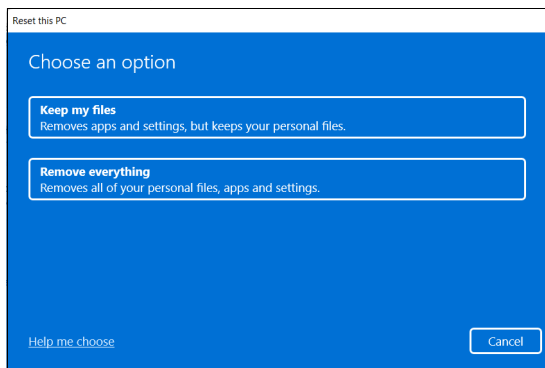 Reset this PC
Choose an option
Keep my files
Removes apps and settings, but keeps your personal files.
Remove everything
Removes all of your personal files, apps and settings.
Help me choose
Cancel